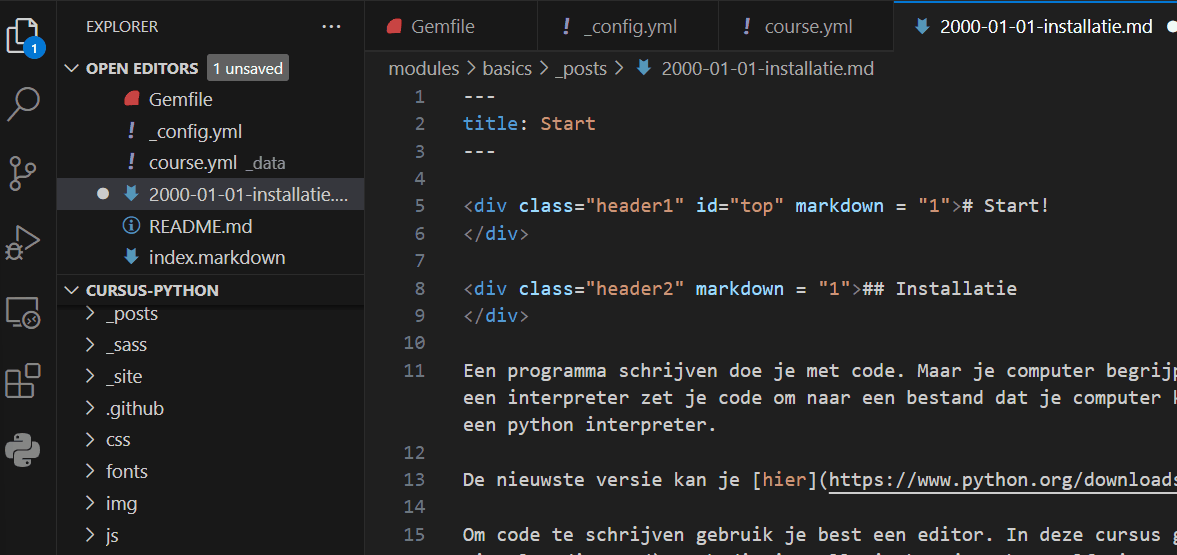 EXPLORER ...
OPEN EDITORS 1 unsaved
Gemfile
! _config.yml
! course.yml _data
2000-01-01-installatie....
README.md
index.markdown
CURSUS-PYTHON
_posts
_sass
_site
.github
css
fonts
img
js
1
Gemfile ! _config.yml ! course.yml 2000-01-01-installatie.md
modules > basics > _posts > 2000-01-01-installatie.md
1 ---
2 title: Start
3 ---
4
5 <div class="header1" id="top" markdown = "1"># Start!
6 </div>
7
8 <div class="header2" markdown = "1">## Installatie
9 </div>
10
11 Een programma schrijven doe je met code. Maar je computer begrijp
een interpreter zet je code om naar een bestand dat je computer k
een python interpreter.
12
13 De nieuwste versie kan je [hier](https://www.python.org/downloads
14
15 Om code te schrijven gebruik je best een editor. In deze cursus g